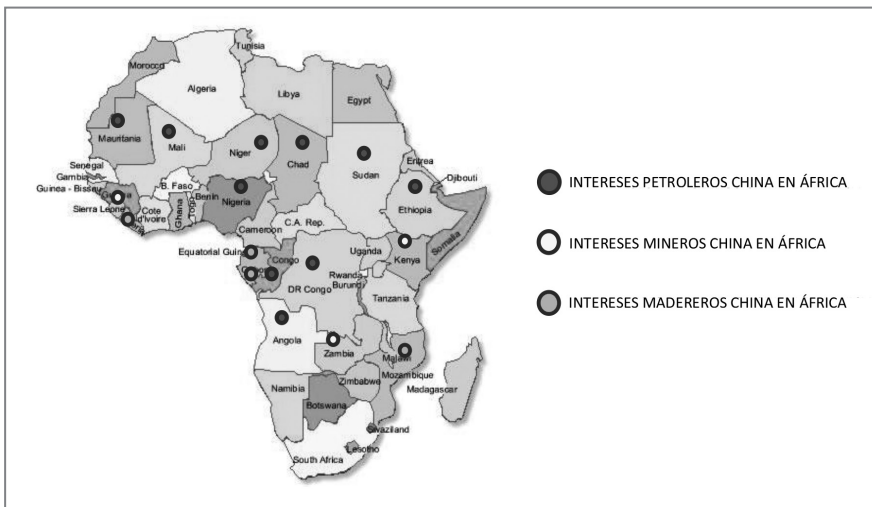 Tunisia
Morocco
Algeria
Libya
Egypt
Mauritania
Mali
Niger
Chad
Sudan
Eritrea
Senegal
Gambia
Djibouti
Guinea - Bissau
B. Faso
Benin
Nigeria
Ethiopia
Sierra Leone
Cote
d'Ivoire
Ghana
Togo
C.A. Rep.
Cameroon
Somalia
Equatorial Guin
Congo
Uganda
Kenya
Rwanda
Burund
DR Congo
Tanzania
Angola
Zambia
Malawi
Mozambique
Zimbabwe
Madagascar
Namibia
Botswana
Swaziland
Lesotho
South Africa
INTERESES PETROLEROS CHINA EN ÁFRICA
INTERESES MINEROS CHINA EN ÁFRICA
INTERESES MADEREROS CHINA EN ÁFRICA